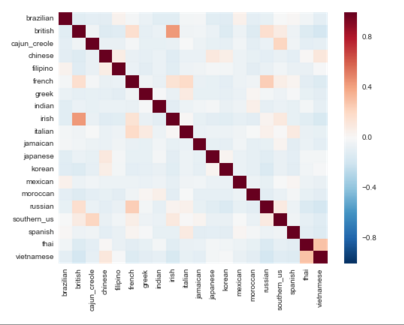 brazilian
british
cajun_creole
chinese
filipino
french
greek
indian
irish
italian
jamaican
japanese
korean
mexican
moroccan
russian
southern_us
spanish
thai
vietnamese
0.8
0.4
0.0
−0.4
−0.8
brazilian
british
cajun_creole
chinese
filipino
french
greek
indian
irish
italian
jamaican
japanese
korean
mexican
moroccan
russian
southern_us
spanish
thai
vietnamese